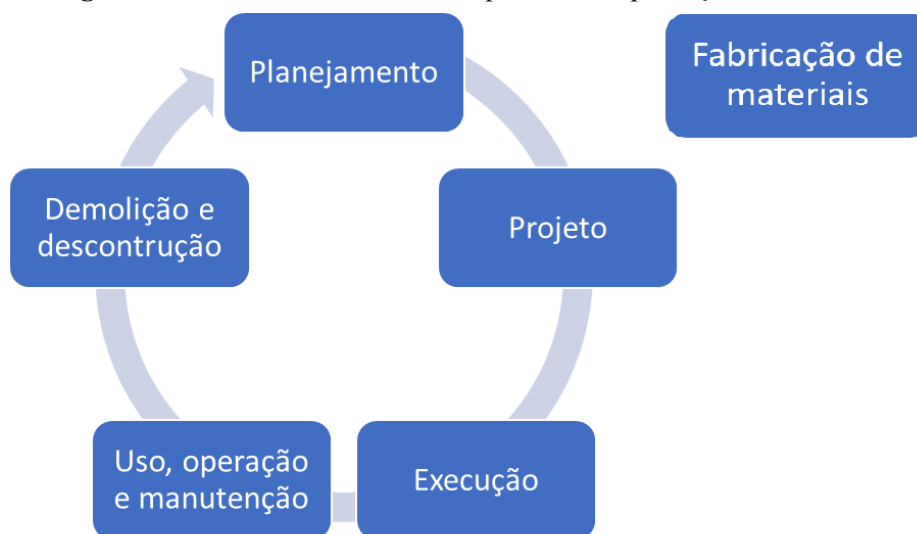 Planejamento
Fabricação de
materiais
Projeto
Execução
Uso, operação
e manutenção
Demolição e
descontrução